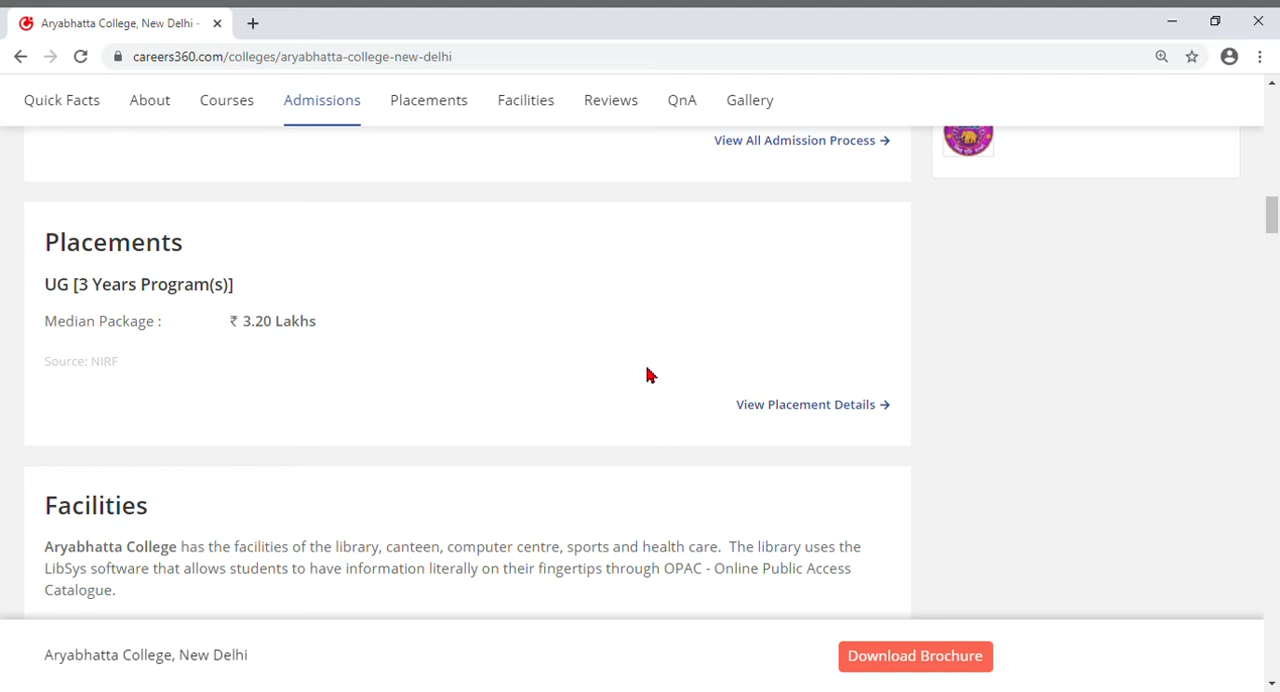 Aryabhatta College, New Delhi -
careers360.com/colleges/aryabhatta-college-new-delhi
Quick Facts About Courses Admissions Placements Facilities Reviews QnA Gallery
View All Admission Process →
Placements
UG [3 Years Program(s)]
Median Package : ₹ 3.20 Lakhs
Source: NIRF
View Placement Details →
Facilities
Aryabhatta College has the facilities of the library, canteen, computer centre, sports and health care. The library uses the
LibSys software that allows students to have information literally on their fingertips through OPAC - Online Public Access
Catalogue.
Aryabhatta College, New Delhi
Download Brochure